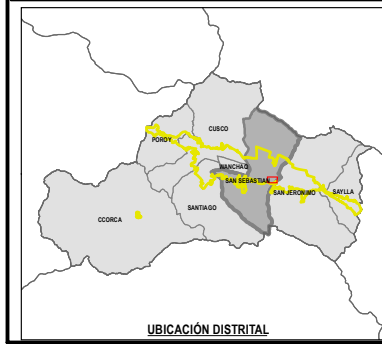 CUSCO
POROY
WANCHAQ
SAN SEBASTIAN
SAN JERONIMO
SAYLLA
SANTIAGO
CCORCA
UBICACIÓN DISTRITAL